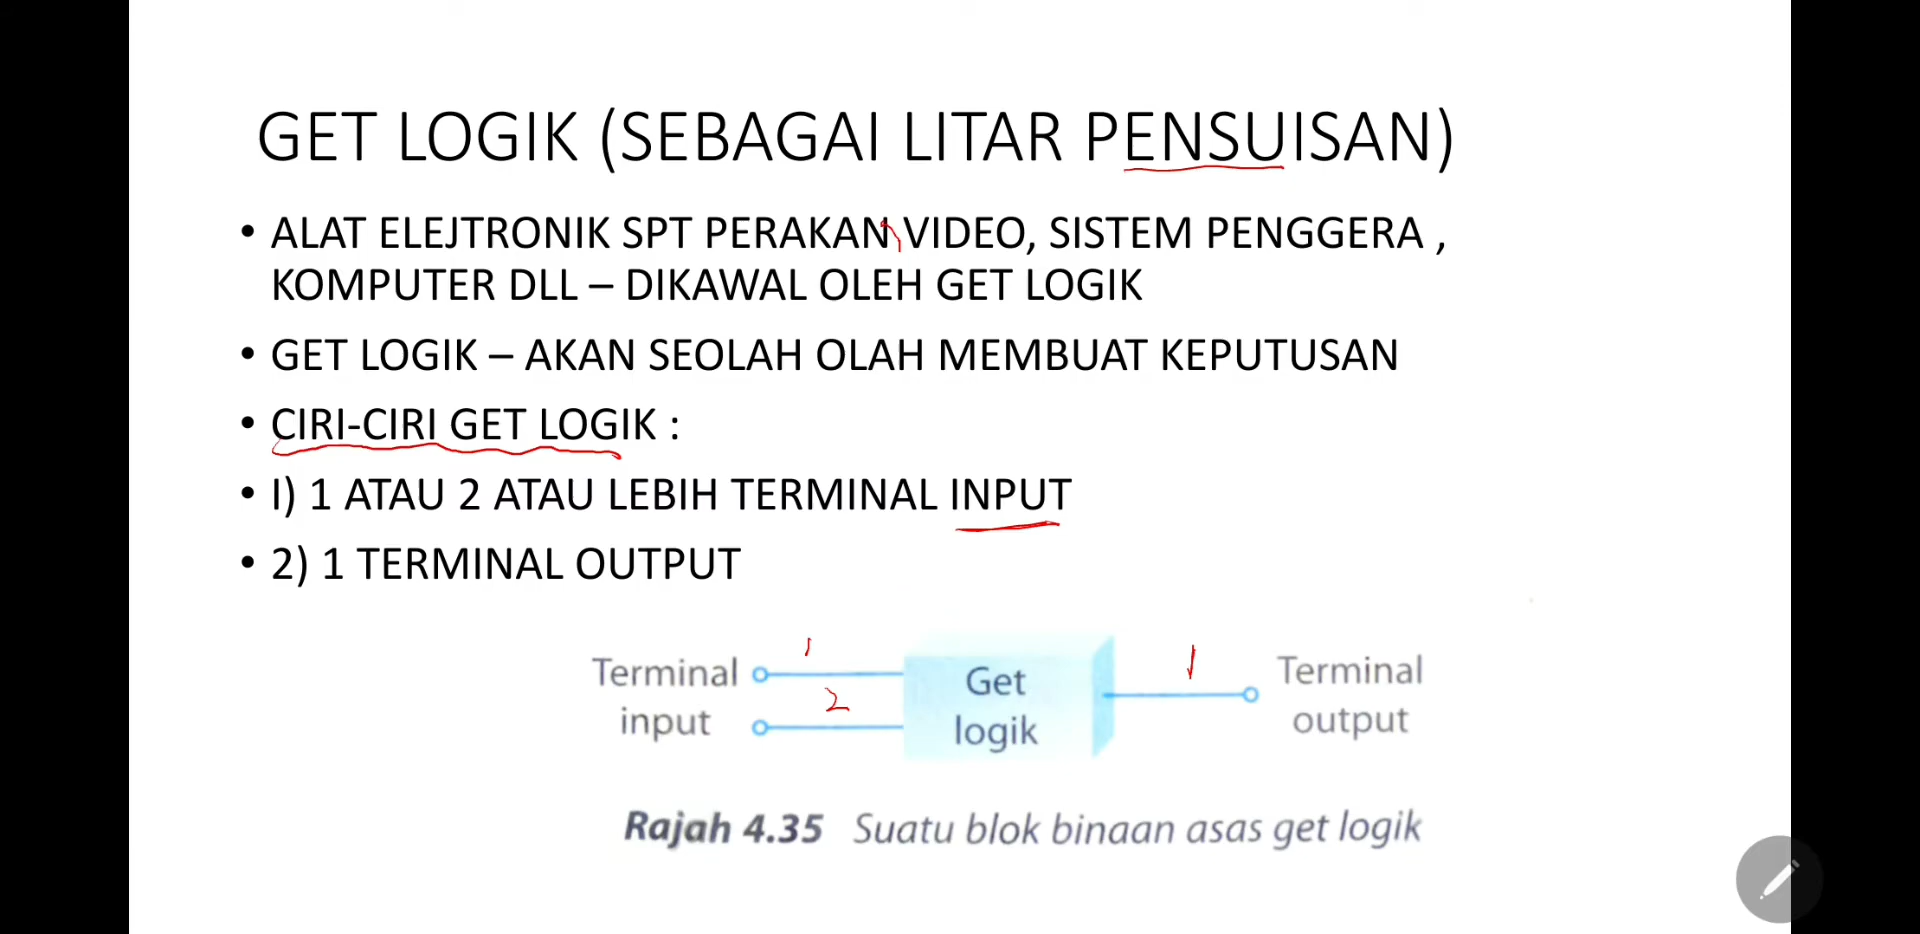 GET LOGIK (SEBAGAI LITAR PENSUISAN)
• ALAT ELEJTRONIK SPT PERAKAN VIDEO, SISTEM PENGGERA ,
KOMPUTER DLL – DIKAWAL OLEH GET LOGIK
• GET LOGIK – AKAN SEOLAH OLAH MEMBUAT KEPUTUSAN
• CIRI-CIRI GET LOGIK :
• I) 1 ATAU 2 ATAU LEBIH TERMINAL INPUT
• 2) 1 TERMINAL OUTPUT
1
2
Terminal
input
Get
logik
1
Terminal
output
Rajah 4.35 Suatu blok binaan asas get logik